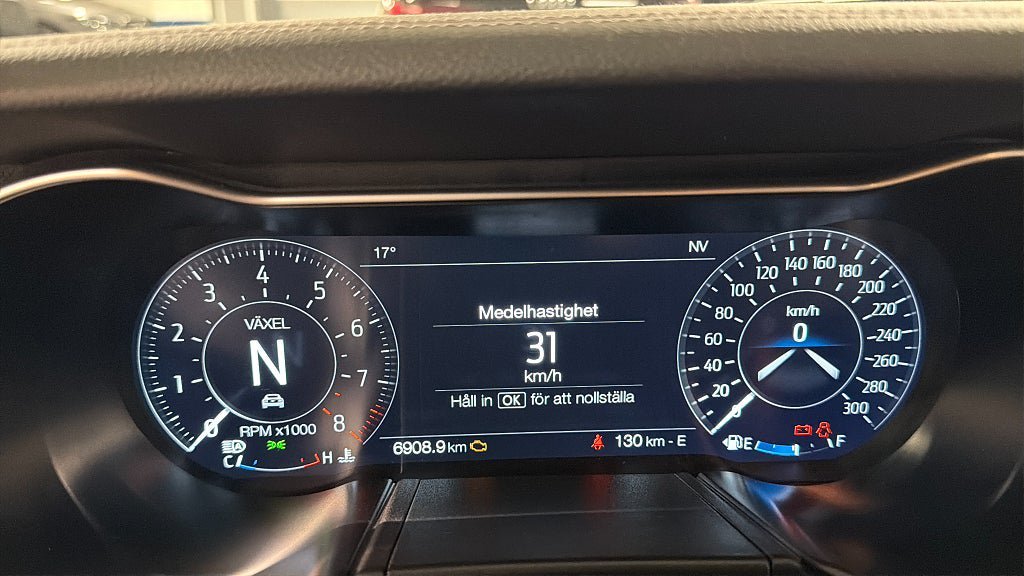 17°
NV
0
1
2
3
4
5
6
7
8
VÄXEL
N
RPM x1000
C
H
Medelhastighet
31
km/h
Håll in OK för att nollställa
6908.9 km
130 km - E
0
20
40
60
80
100
120
140
160
180
200
220
240
260
280
300
km/h
0
E
F